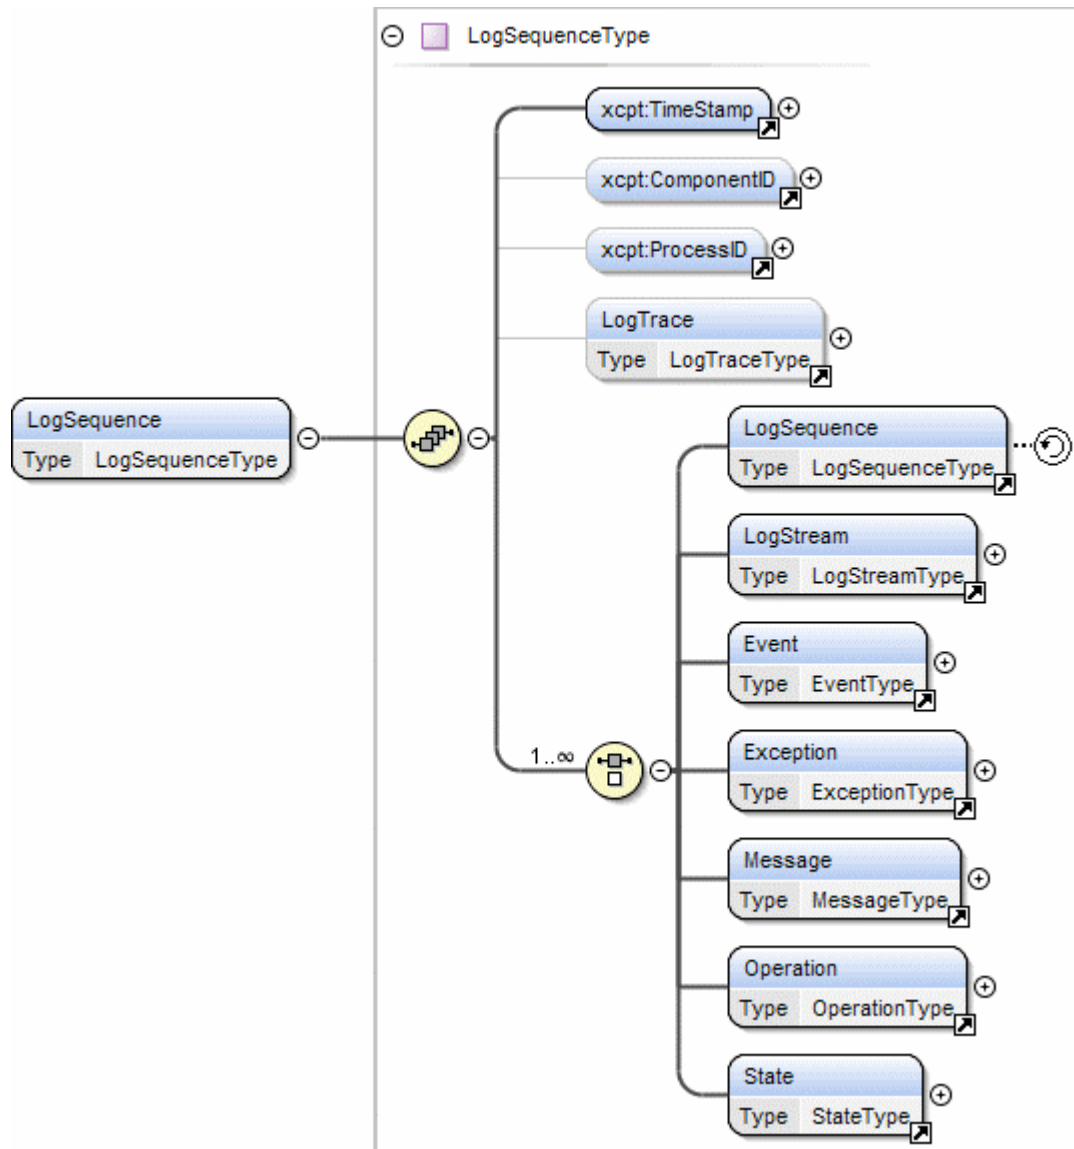 LogSequenceType
xcpt:TimeStamp
xcpt:ComponentID
xcpt:ProcessID
LogTrace
Type LogTraceType
LogSequence
Type LogSequenceType
LogSequence
Type LogSequenceType
LogStream
Type LogStreamType
Event
Type EventType
1..∞
Exception
Type ExceptionType
Message
Type MessageType
Operation
Type OperationType
State
Type StateType